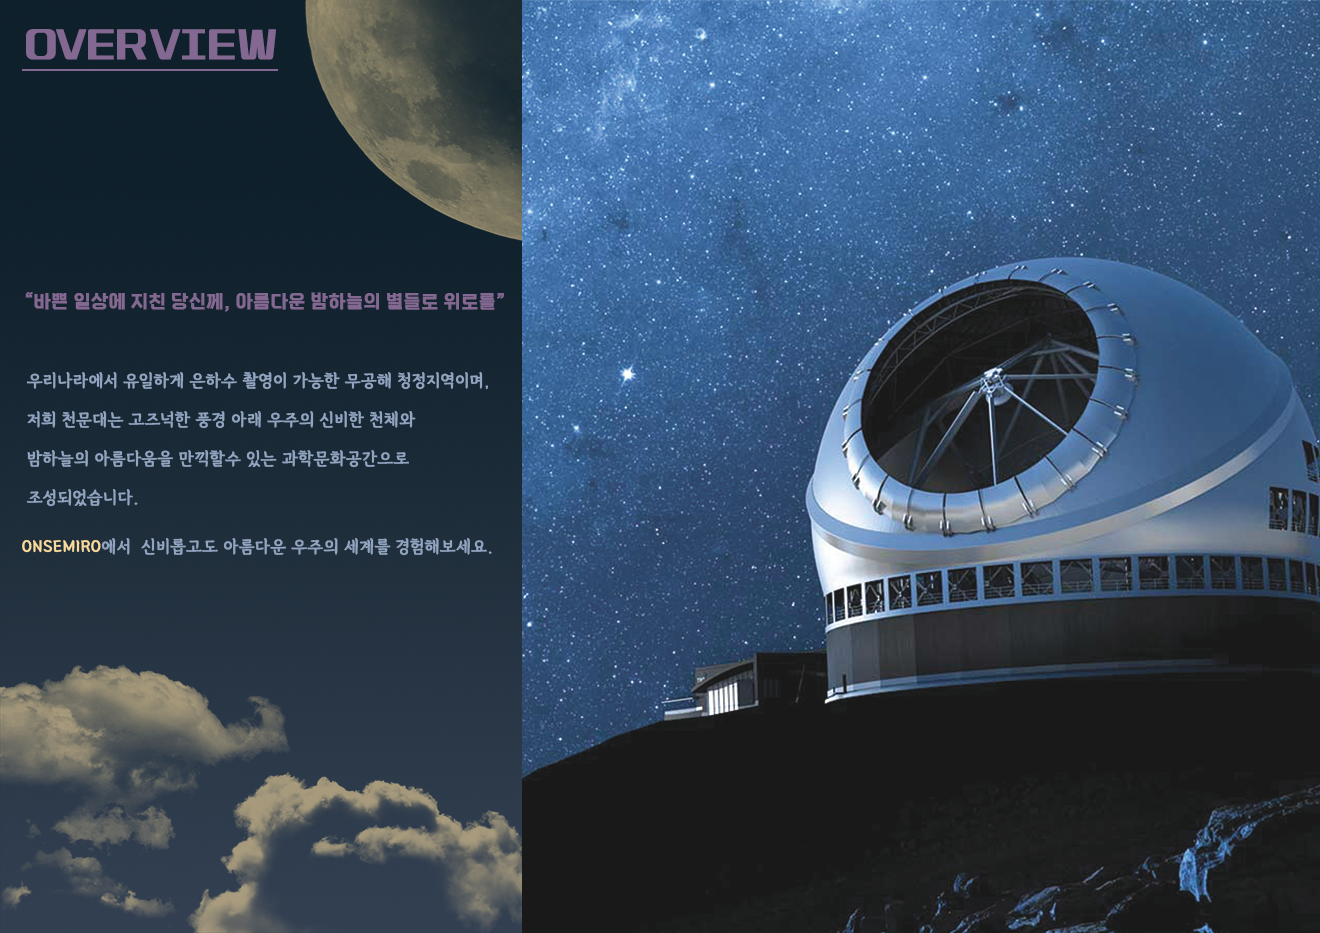 OVERVIEW
“바쁜 일상에 지친 당신께, 아름다운 밤하늘의 별들로 위로를”
우리나라에서 유일하게 은하수 촬영이 가능한 무공해 청정지역이며,
저희 천문대는 고즈넉한 풍경 아래 우주의 신비한 천체와
밤하늘의 아름다움을 만끽할수 있는 과학문화공간으로
조성되었습니다.
ONSEMIRO에서 신비롭고도 아름다운 우주의 세계를 경험해보세요.